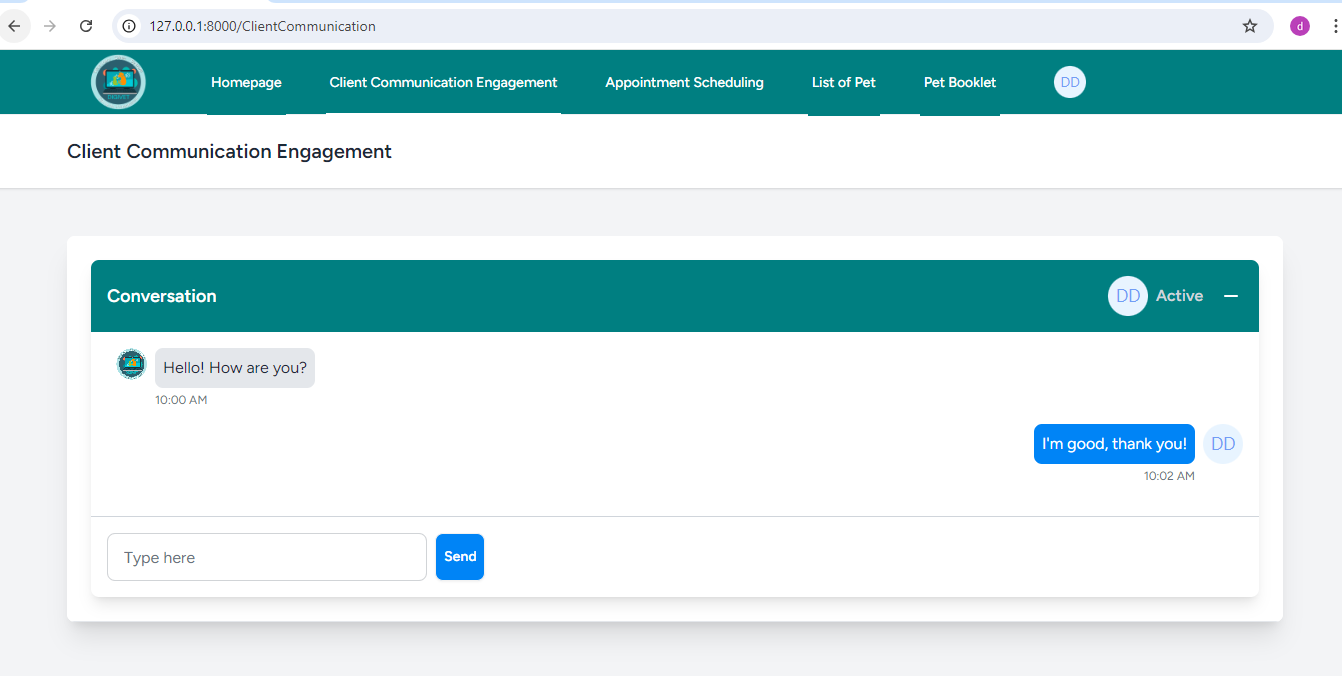 127.0.0.1:8000/ClientCommunication
d
Homepage Client Communication Engagement Appointment Scheduling List of Pet Pet Booklet DD
Client Communication Engagement
Conversation DD Active
Hello! How are you?
10:00 AM
I'm good, thank you! DD
10:02 AM
Type here Send